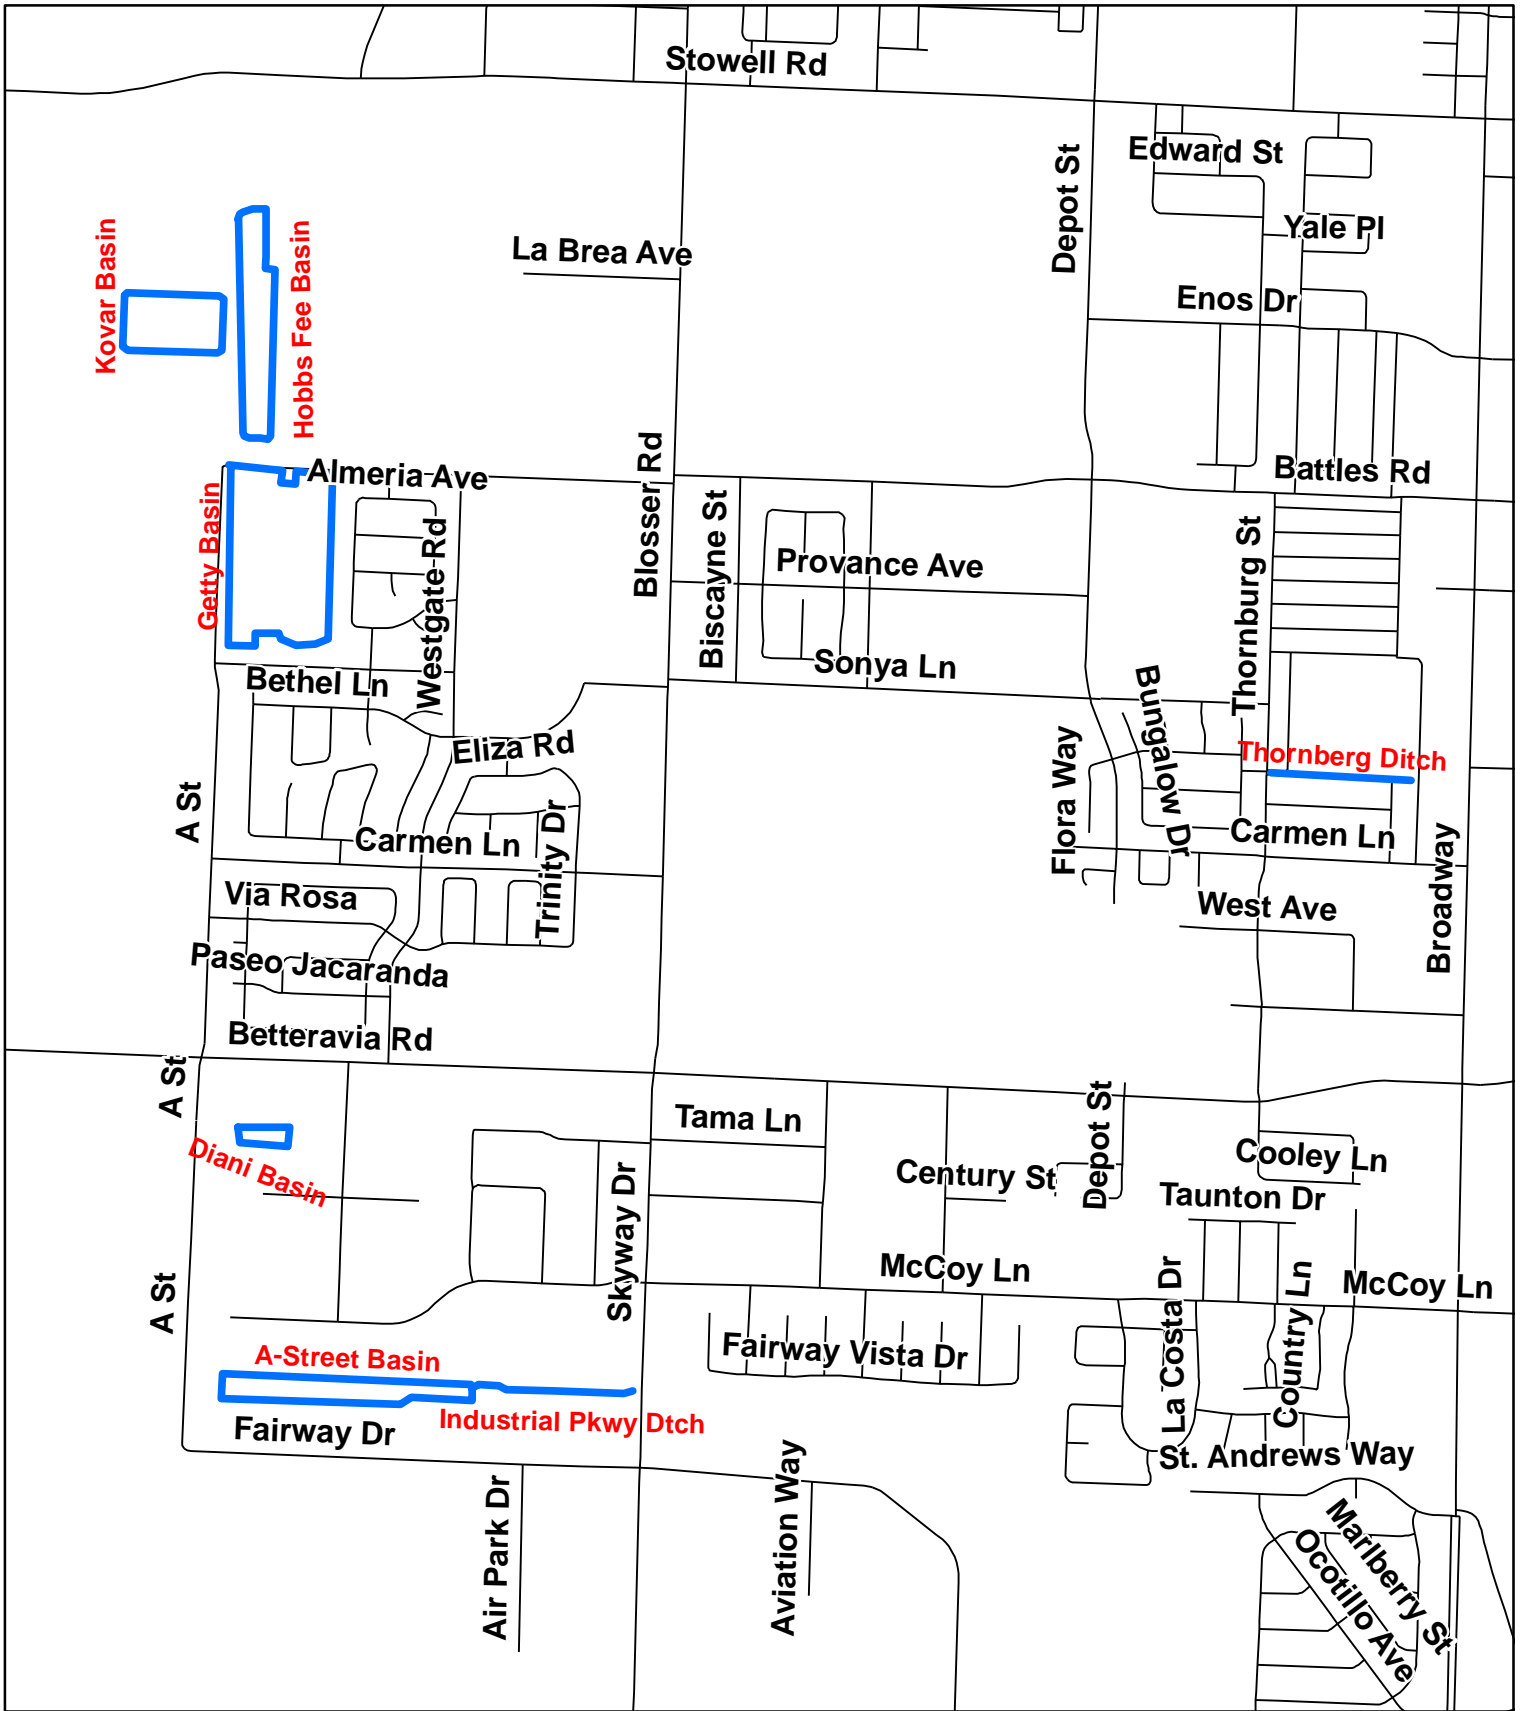 Stowell Rd
Edward St
Depot St
Yale Pl
Kovar Basin
Hobbs Fee Basin
La Brea Ave
Enos Dr
Almeria Ave
Battles Rd
Getty Basin
Westgate Rd
Blosser Rd
Biscayne St
Provance Ave
Thornburg St
Sonya Ln
Bethel Ln
Bungalow Dr
Eliza Rd
Thornberg Ditch
A St
Flora Way
Trinity Dr
Carmen Ln
Carmen Ln
Broadway
Via Rosa
West Ave
Paseo Jacaranda
Betteravia Rd
A St
Tama Ln
Depot St
Diani Basin
Century St
Cooley Ln
Taunton Dr
Skyway Dr
A St
McCoy Ln
McCoy Ln
La Costa Dr
Country Ln
A-Street Basin
Fairway Vista Dr
Industrial Pkwy Dtch
Fairway Dr
St. Andrews Way
Air Park Dr
Aviation Way
Marlberry St
Ocotillo Ave